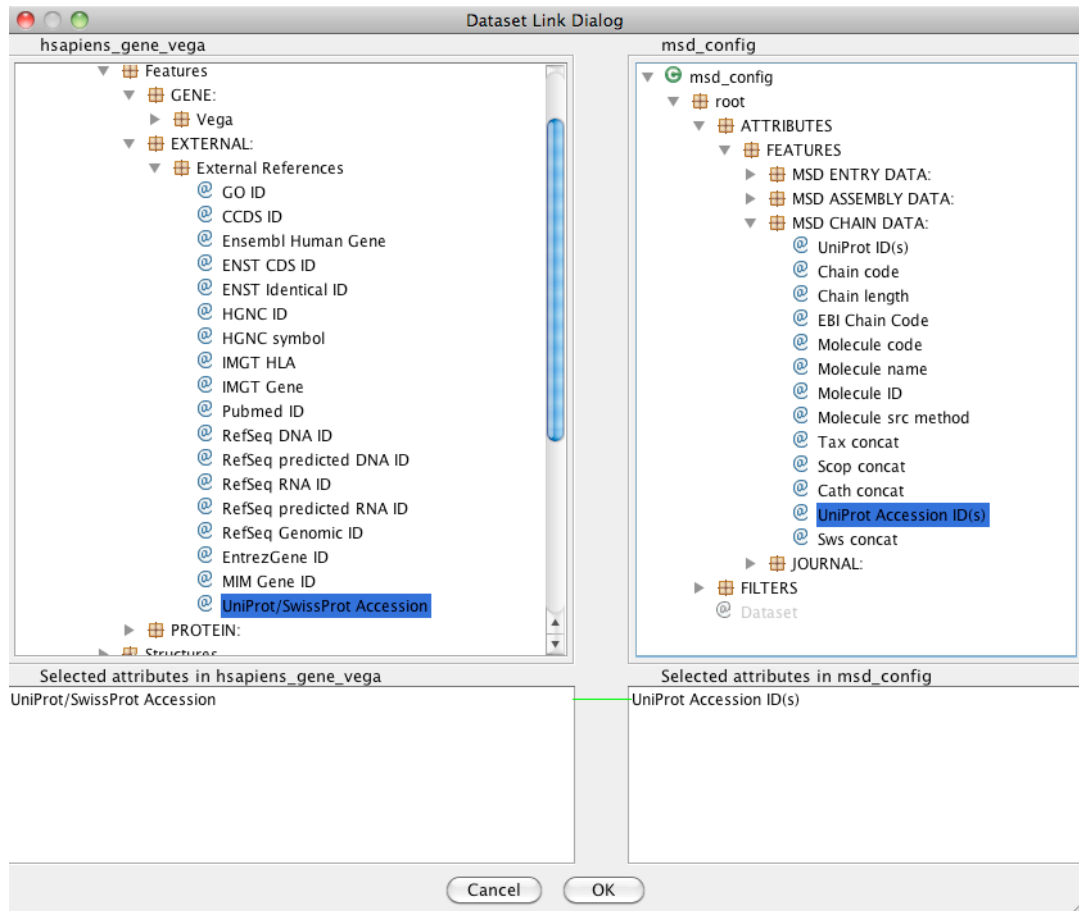 Dataset Link Dialog
hsapiens_gene_vega
Features
GENE:
Vega
EXTERNAL:
External References
GO ID
CCDS ID
Ensembl Human Gene
ENST CDS ID
ENST Identical ID
HGNC ID
HGNC symbol
IMGT HLA
IMGT Gene
Pubmed ID
RefSeq DNA ID
RefSeq predicted DNA ID
RefSeq RNA ID
RefSeq predicted RNA ID
RefSeq Genomic ID
EntrezGene ID
MIM Gene ID
UniProt/SwissProt Accession
PROTEIN:
Structures
msd_config
msd_config
root
ATTRIBUTES
FEATURES
MSD ENTRY DATA:
MSD ASSEMBLY DATA:
MSD CHAIN DATA:
UniProt ID(s)
Chain code
Chain length
EBI Chain Code
Molecule code
Molecule name
Molecule ID
Molecule src method
Tax concat
Scop concat
Cath concat
UniProt Accession ID(s)
Sws concat
JOURNAL:
FILTERS
Dataset
Selected attributes in hsapiens_gene_vega
UniProt/SwissProt Accession
Selected attributes in msd_config
UniProt Accession ID(s)
Cancel
OK